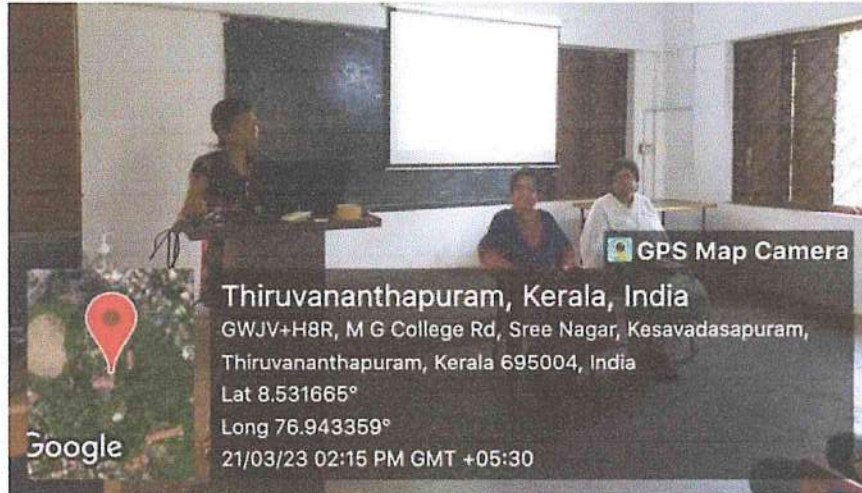 GPS Map Camera
Thiruvananthapuram, Kerala, India
GWJV+H8R, M G College Rd, Sree Nagar, Kesavadasapuram,
Thiruvananthapuram, Kerala 695004, India
Lat 8.531665°
Long 76.943359°
21/03/23 02:15 PM GMT +05:30
Google